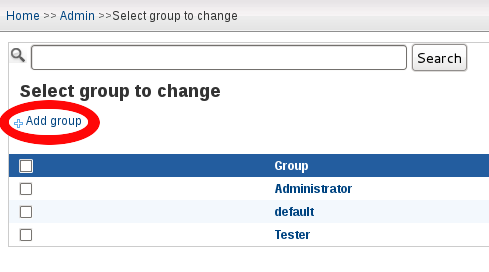 Home >> Admin >>Select group to change
Search
Select group to change
Add group
Group
Administrator
default
Tester